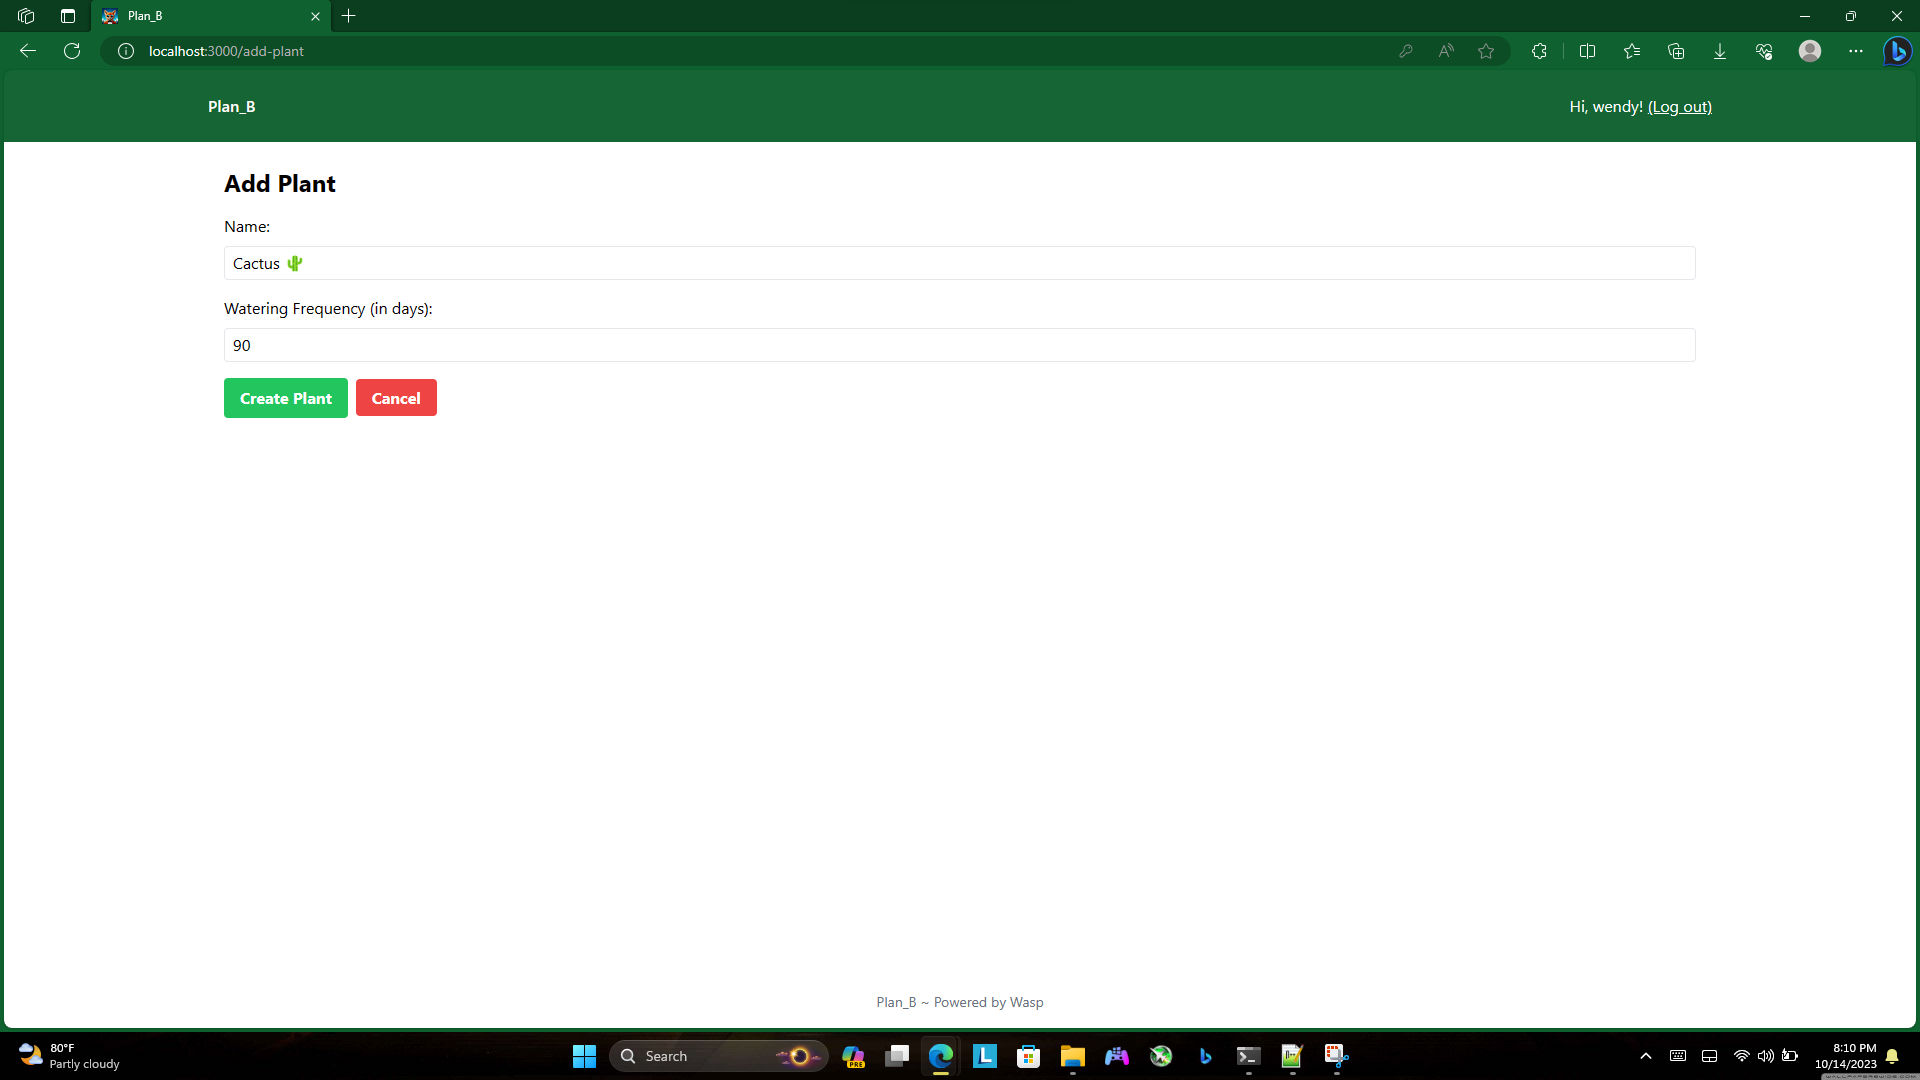 Plan_B
localhost:3000/add-plant
Plan_B
Hi, wendy! (Log out)
Add Plant
Name:
Cactus 🌵
Watering Frequency (in days):
90
Create Plant
Cancel
Plan_B ~ Powered by Wasp
80°F
Partly cloudy
Search
PRE
8:10 PM
10/14/2023